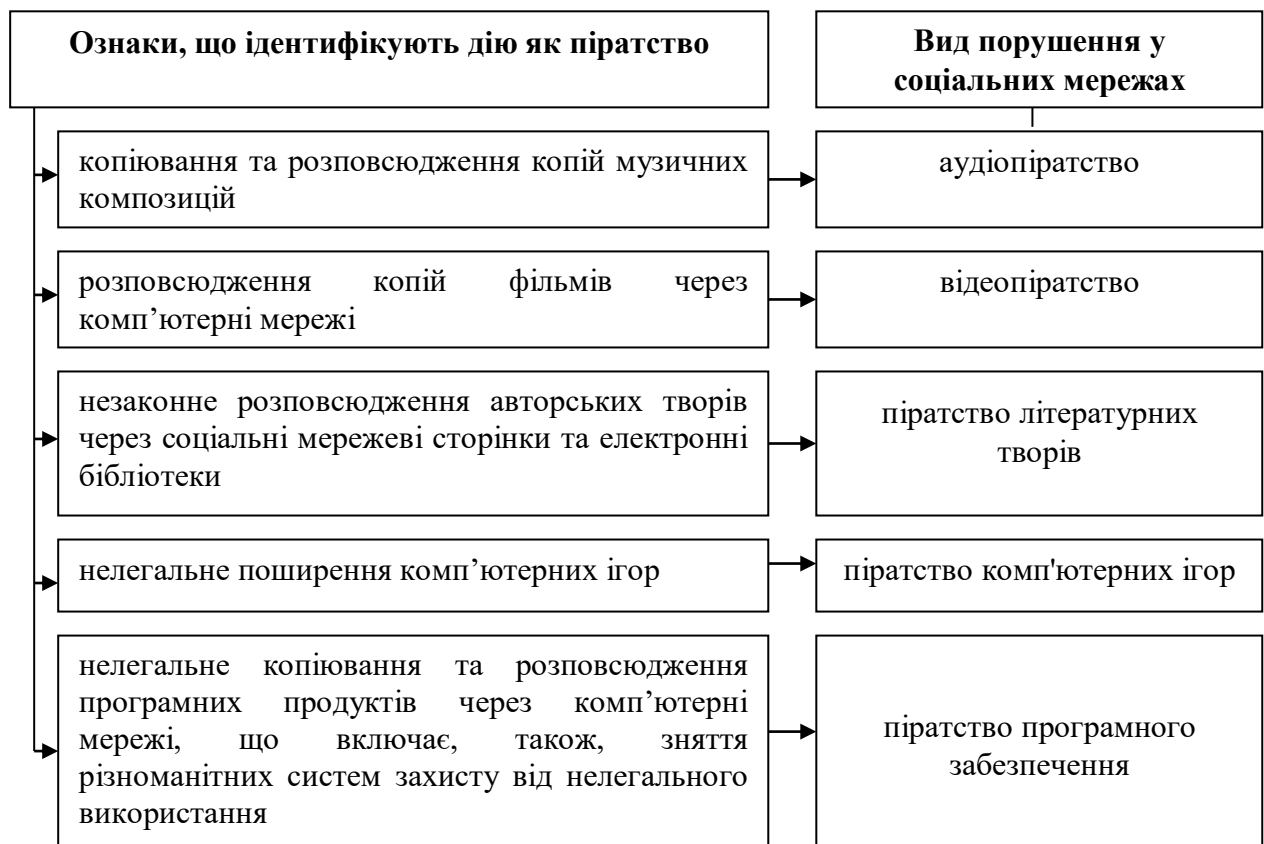 Ознаки, що ідентифікують дію як піратство
Вид порушення у
соціальних мережах
копіювання та розповсюдження копій музичних
композицій
аудіопіратство
розповсюдження копій фільмів через
комп’ютерні мережі
відеопіратство
незаконне розповсюдження авторських творів
через соціальні мережеві сторінки та електронні
бібліотеки
піратство літературних
творів
нелегальне поширення комп’ютерних ігор
піратство комп'ютерних ігор
нелегальне копіювання та розповсюдження
програмних продуктів через комп’ютерні
мережі, що включає, також, зняття
різноманітних систем захисту від нелегального
використання
піратство програмного
забезпечення